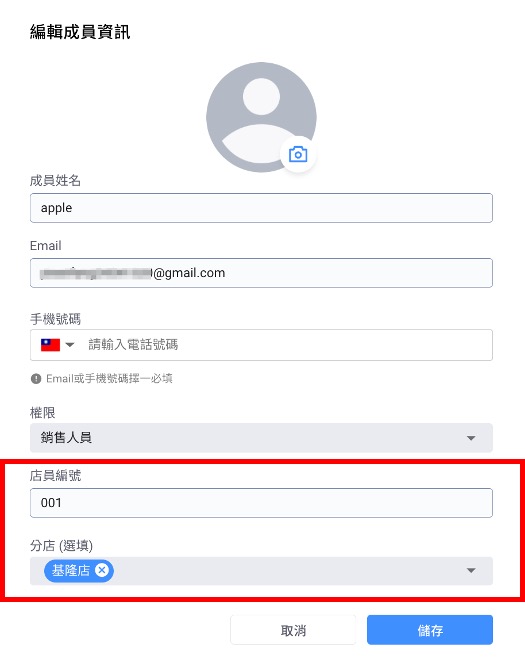 編輯成員資訊
成員姓名
apple
Email
@gmail.com
手機號碼
請輸入電話號碼
Email或手機號碼擇一必填
權限
銷售人員
店員編號
001
分店 (選填)
基隆店
取消
儲存